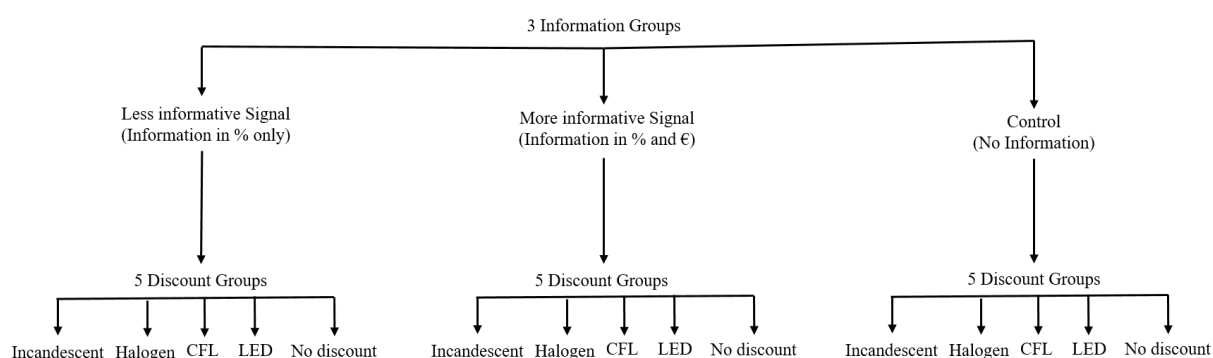 3 Information Groups
Less informative Signal
(Information in % only)
More informative Signal
(Information in % and €)
Control
(No Information)
5 Discount Groups
5 Discount Groups
5 Discount Groups
Incandescent Halogen CFL LED No discount
Incandescent Halogen CFL LED No discount
Incandescent Halogen CFL LED No discount